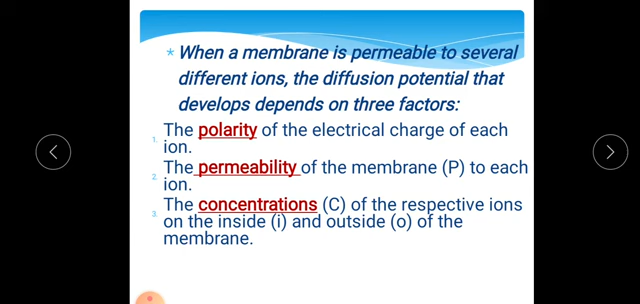 * When a membrane is permeable to several
different ions, the diffusion potential that
develops depends on three factors:
1. The polarity of the electrical charge of each
ion.
2. The permeability of the membrane (P) to each
ion.
3. The concentrations (C) of the respective ions
on the inside (i) and outside (o) of the
membrane.